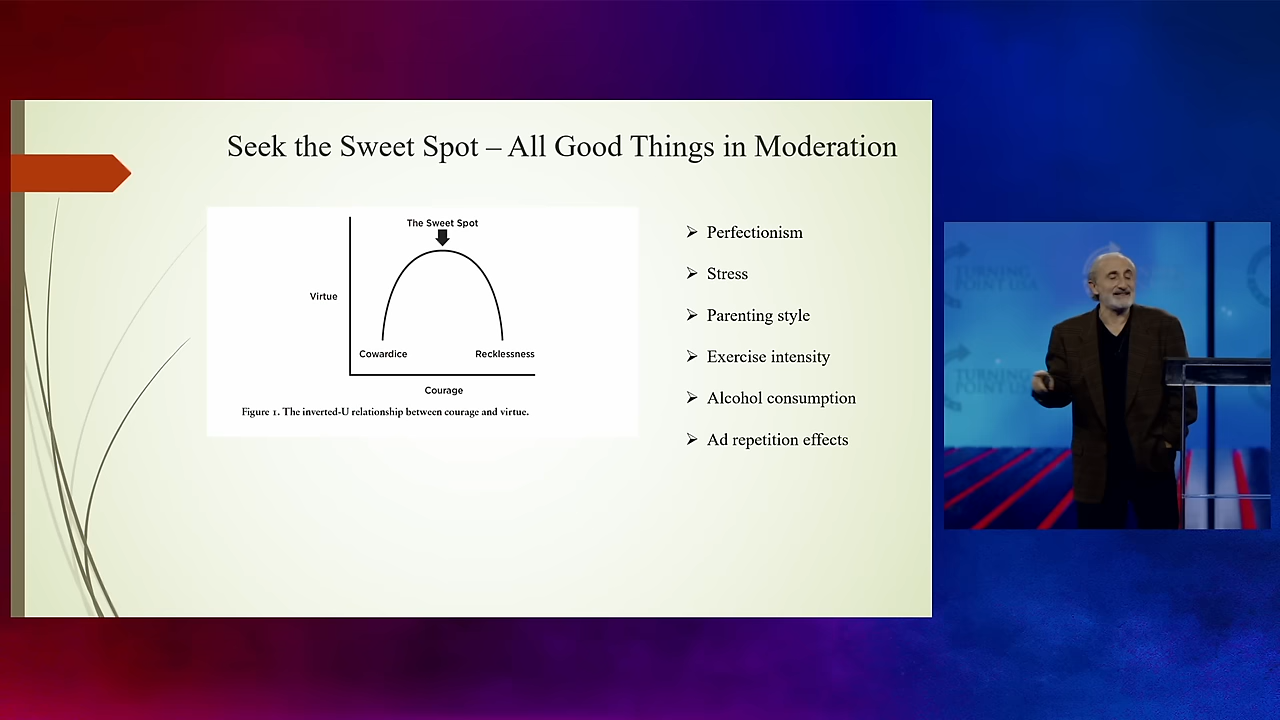 Seek the Sweet Spot – All Good Things in Moderation
The Sweet Spot
Virtue
Cowardice
Recklessness
Courage
Figure 1. The inverted-U relationship between courage and virtue.
Perfectionism
Stress
Parenting style
Exercise intensity
Alcohol consumption
Ad repetition effects
TURNING
POINT USA
TURNING
POINT